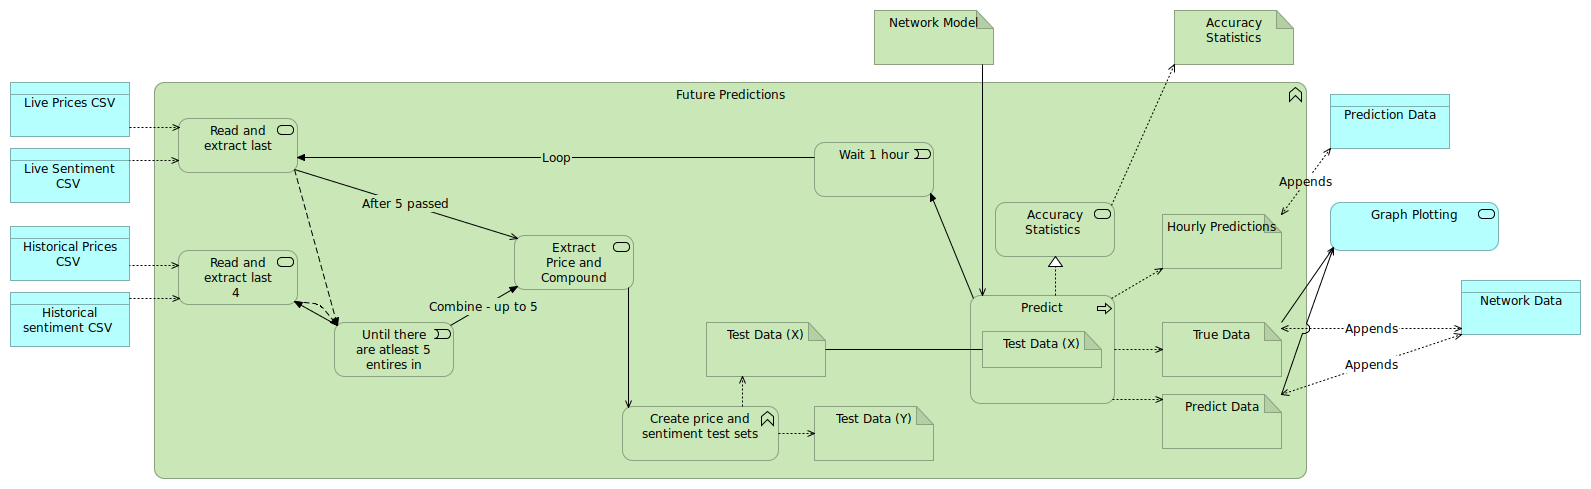 Network Model
Accuracy
Statistics
Future Predictions
Live Prices CSV
Live Sentiment
CSV
Historical Prices
CSV
Historical
sentiment CSV
Read and
extract last
Read and
extract last
4
Loop
Wait 1 hour
After 5 passed
Extract
Price and
Compound
Combine - up to 5
Until there
are atleast 5
entires in
Accuracy
Statistics
Hourly Predictions
Appends
Prediction Data
Graph Plotting
Predict
Test Data (X)
Test Data (X)
True Data
Appends
Network Data
Appends
Predict Data
Create price and
sentiment test sets
Test Data (Y)